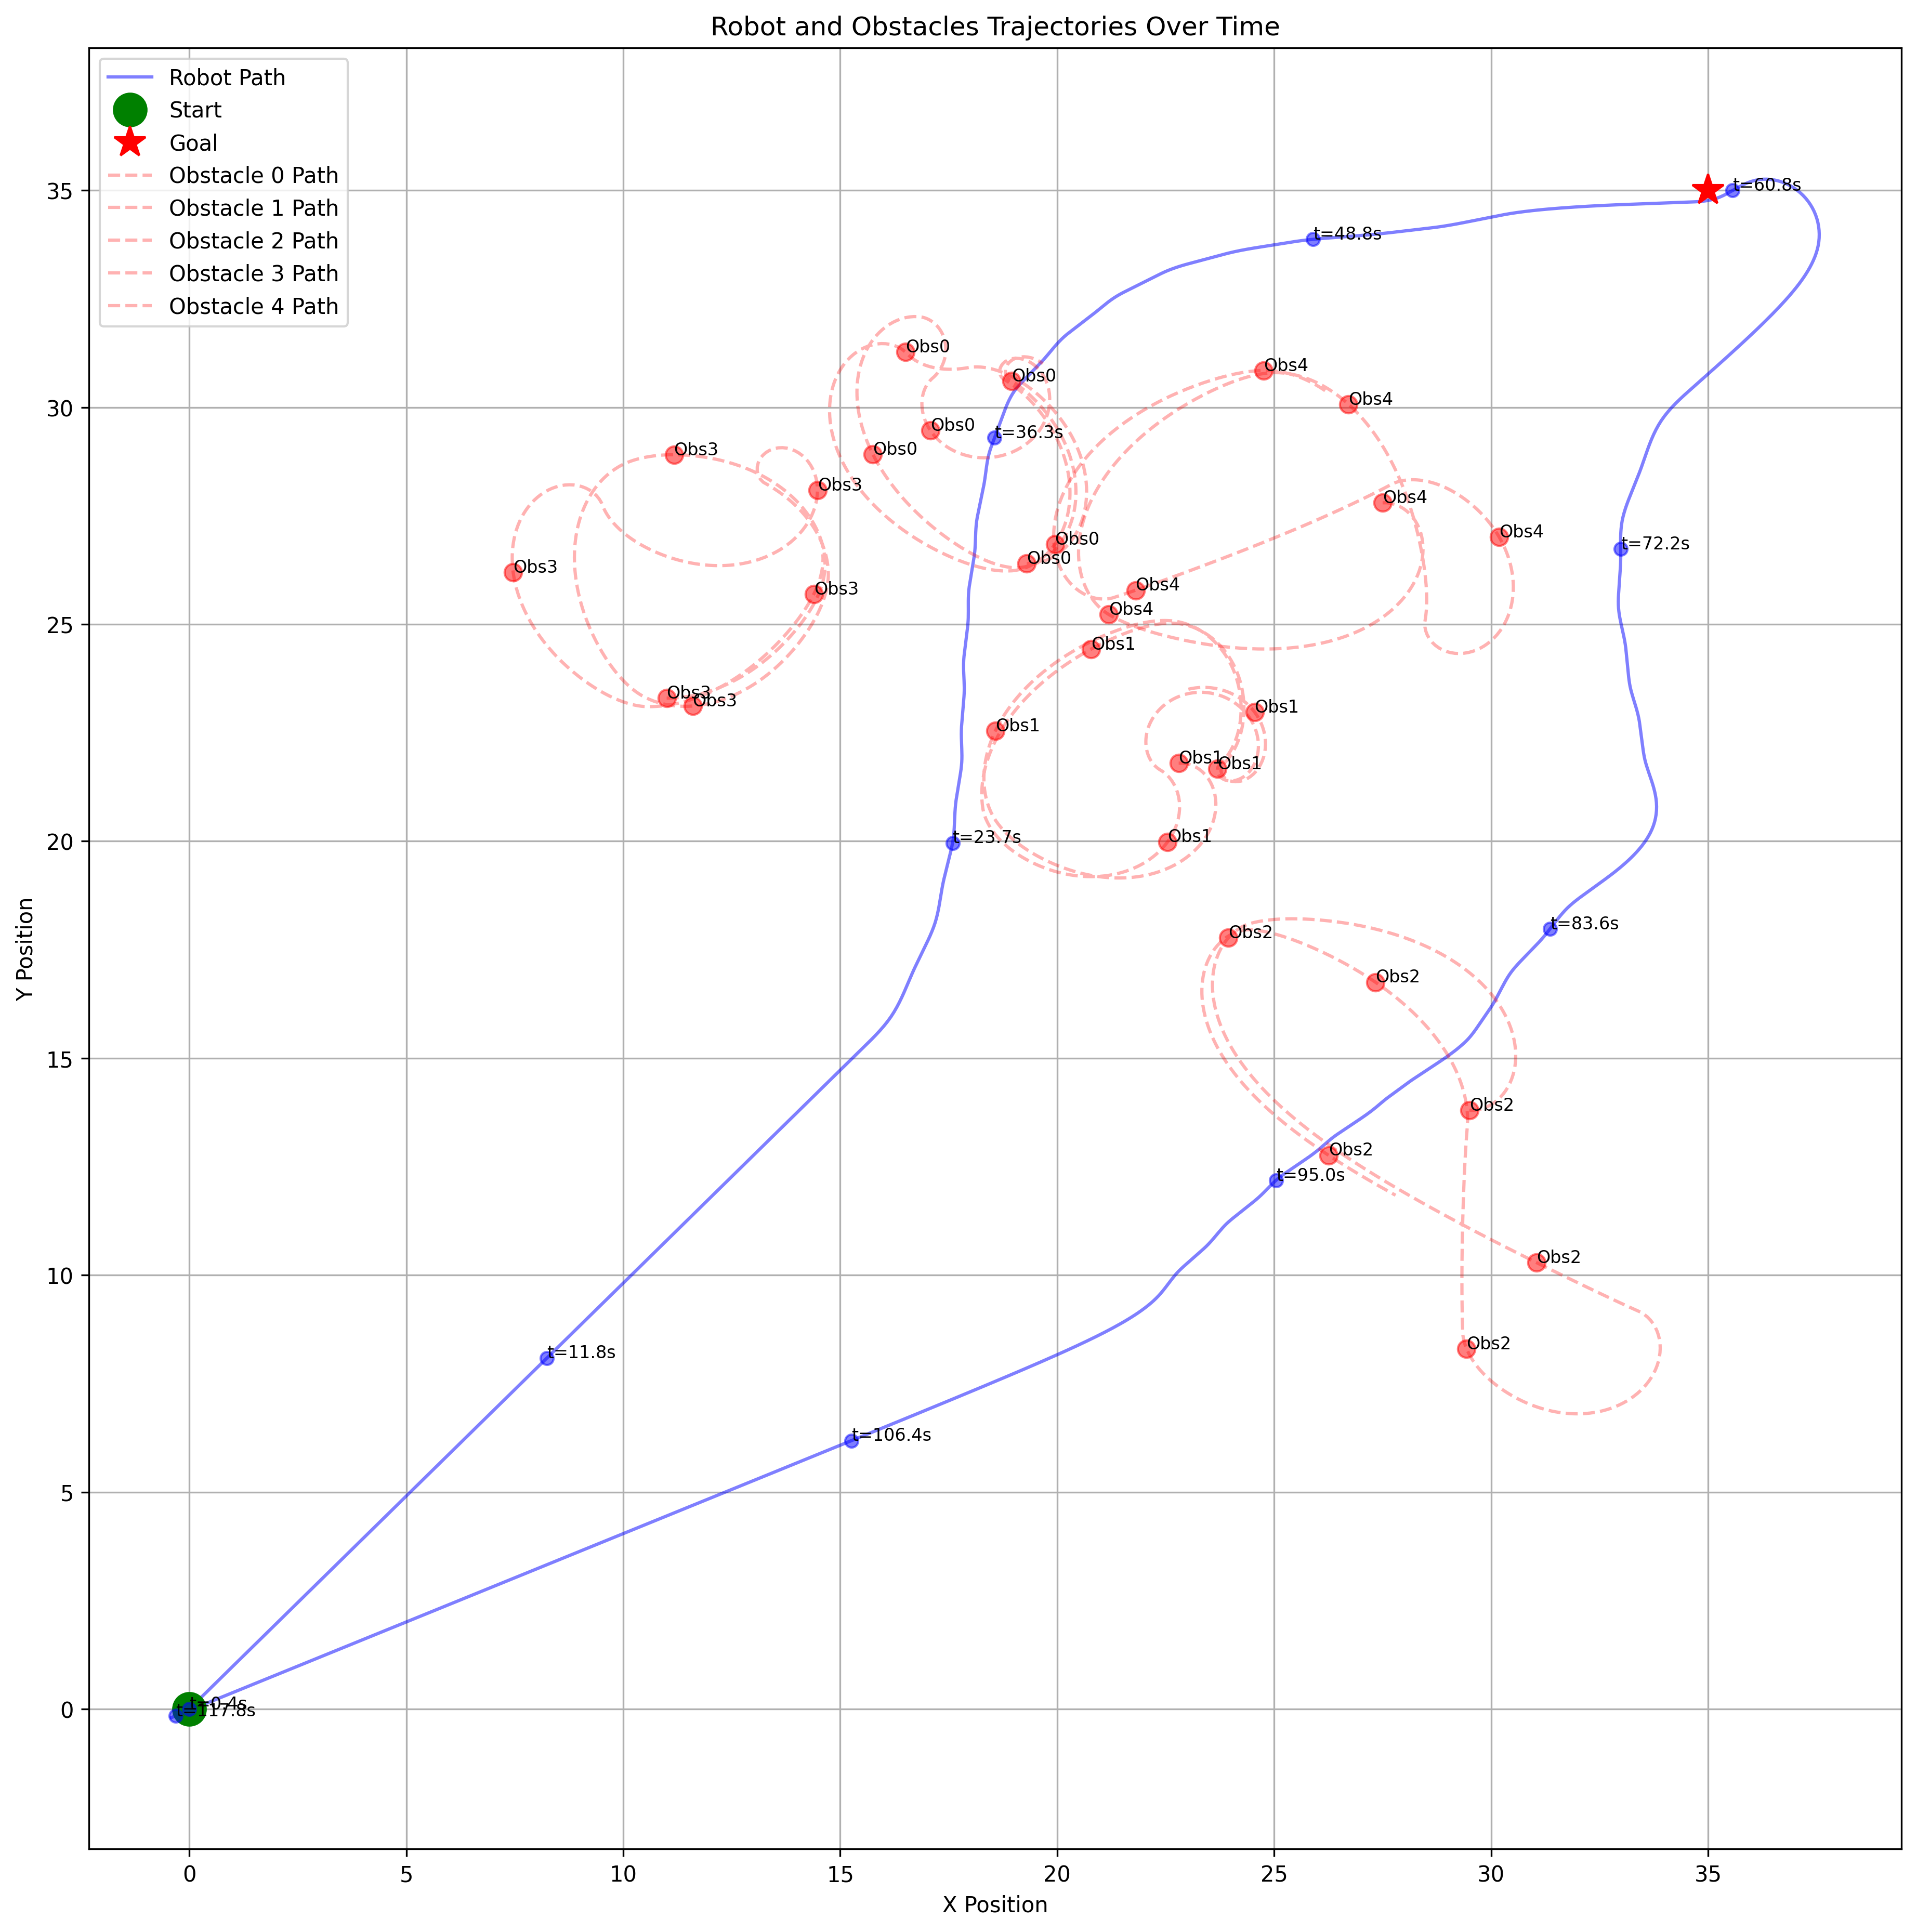 Robot and Obstacles Trajectories Over Time
Robot Path
Start
Goal
Obstacle 0 Path
Obstacle 1 Path
Obstacle 2 Path
Obstacle 3 Path
Obstacle 4 Path
35
30
25
20
15
10
5
0
Y Position
t=60.8s
t=48.8s
Obs0
Obs4
Obs0
Obs4
Obs0
t=36.3s
Obs3
Obs0
Obs3
Obs4
Obs4
Obs0
t=72.2s
Obs0
Obs3
Obs4
Obs3
Obs4
Obs1
Obs3
Obs3
Obs1
Obs1
Obs1
Obs1
t=23.7s
Obs1
Obs2
t=83.6s
Obs2
Obs2
Obs2
t=95.0s
Obs2
t=11.8s
Obs2
t=106.4s
t=0.4s
t=117.8s
0
5
10
15
20
25
30
35
X Position